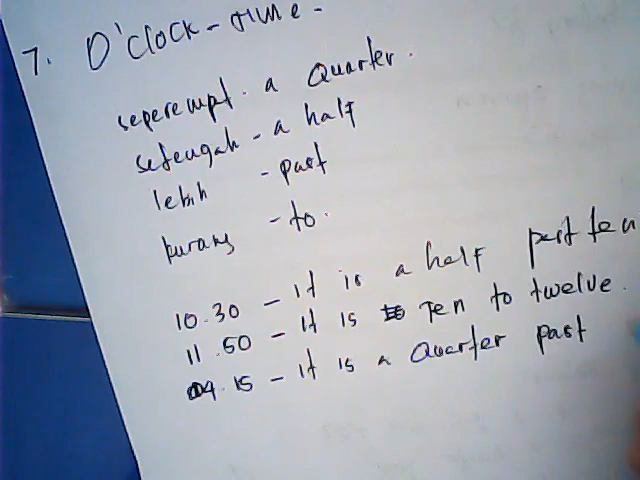 7. O'clock - time -
seperempt. a Quarter.
setengah - a half
lebih - past
kurang - to.
10.30 - it is a half past ten
11.50 - it is Ten to twelve.
04.15 - it is a Quarter past